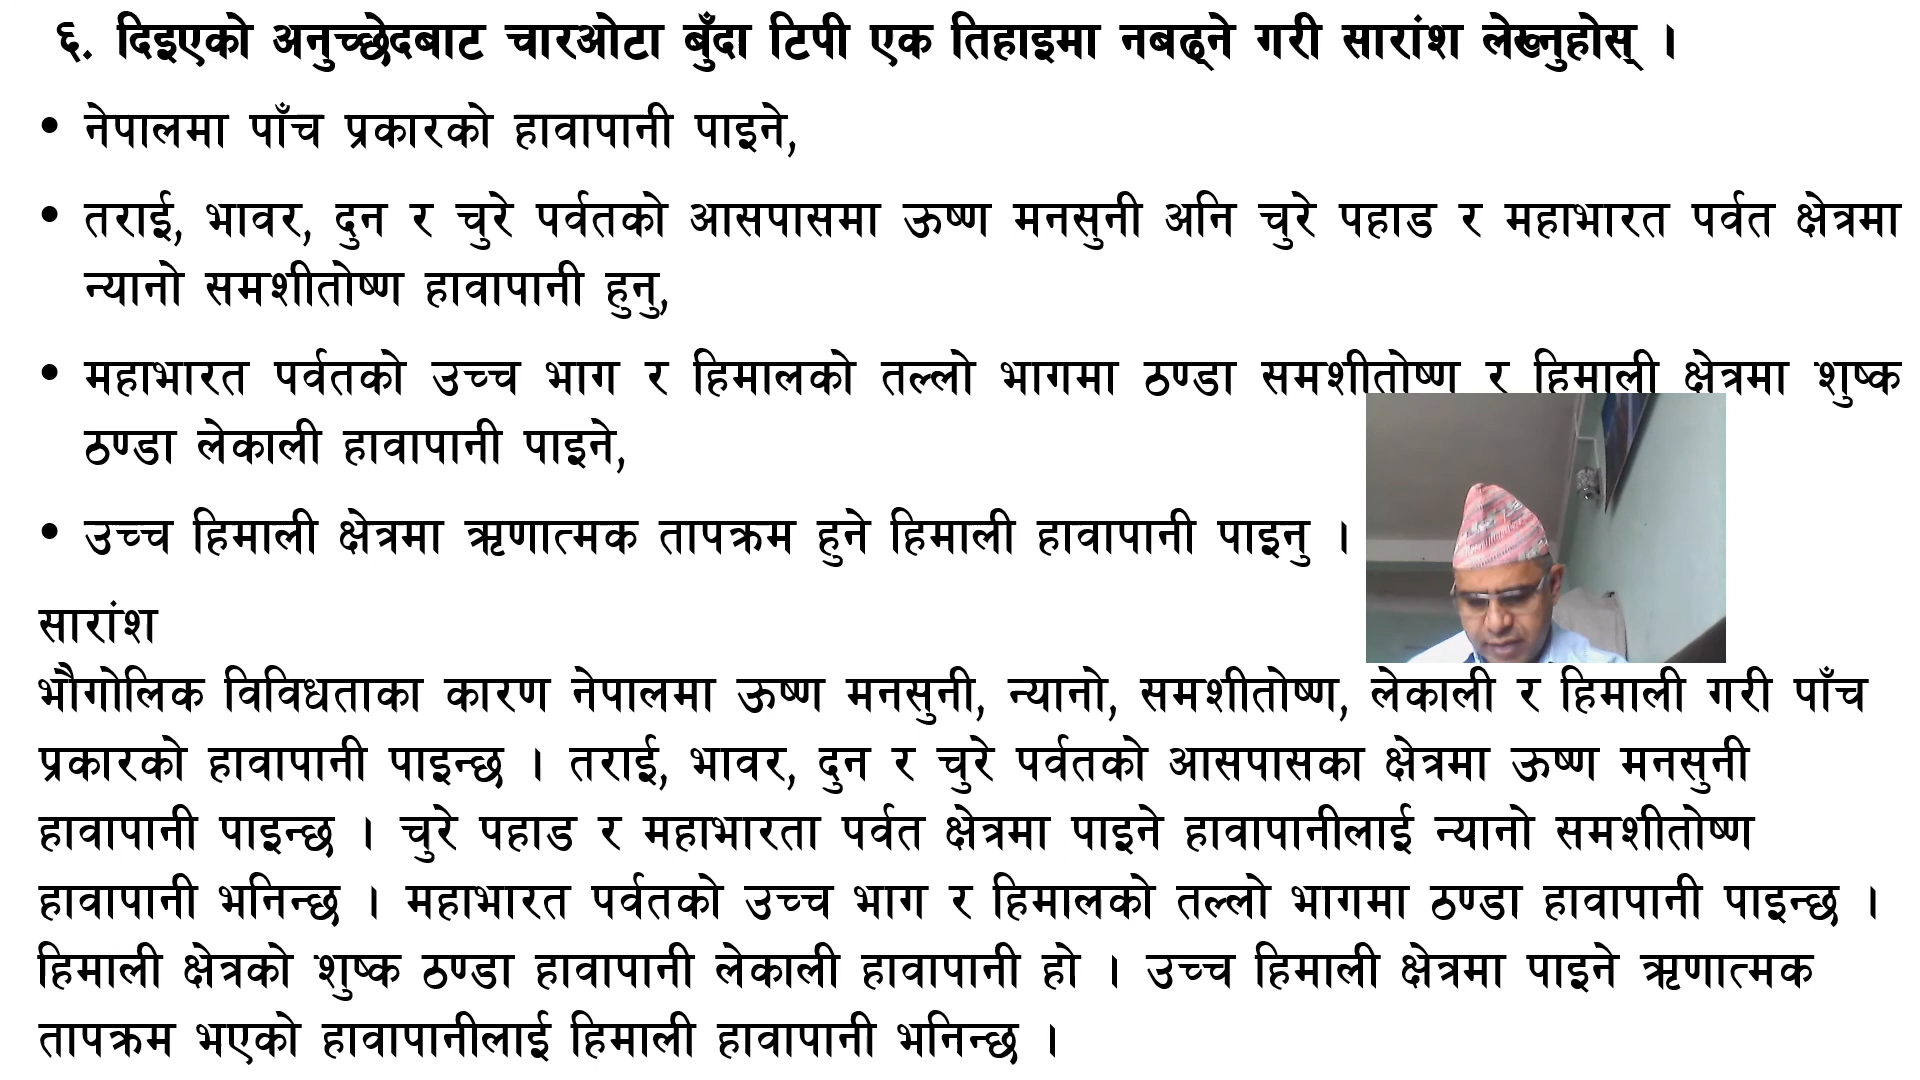 ६. दिइएको अनुच्छेदबाट चारओटा बुँदा टिपी एक तिहाइमा नबढ्ने गरी सारांश लेख्नुहोस् ।
• नेपालमा पाँच प्रकारको हावापानी पाइने,
• तराई, भावर, दुन र चुरे पर्वतको आसपासमा ऊष्ण मनसुनी अनि चुरे पहाड र महाभारत पर्वत क्षेत्रमा
न्यानो समशीतोष्ण हावापानी हुनु,
• महाभारत पर्वतको उच्च भाग र हिमालको तल्लो भागमा ठण्डा समशीतोष्ण र हिमाली क्षेत्रमा शुष्क
ठण्डा लेकाली हावापानी पाइने,
• उच्च हिमाली क्षेत्रमा ऋणात्मक तापक्रम हुने हिमाली हावापानी पाइनु ।
सारांश
भौगोलिक विविधताका कारण नेपालमा ऊष्ण मनसुनी, न्यानो, समशीतोष्ण, लेकाली र हिमाली गरी पाँच
प्रकारको हावापानी पाइन्छ । तराई, भावर, दुन र चुरे पर्वतको आसपासका क्षेत्रमा ऊष्ण मनसुनी
हावापानी पाइन्छ । चुरे पहाड र महाभारता पर्वत क्षेत्रमा पाइने हावापानीलाई न्यानो समशीतोष्ण
हावापानी भनिन्छ । महाभारत पर्वतको उच्च भाग र हिमालको तल्लो भागमा ठण्डा हावापानी पाइन्छ ।
हिमाली क्षेत्रको शुष्क ठण्डा हावापानी लेकाली हावापानी हो । उच्च हिमाली क्षेत्रमा पाइने ऋणात्मक
तापक्रम भएको हावापानीलाई हिमाली हावापानी भनिन्छ ।